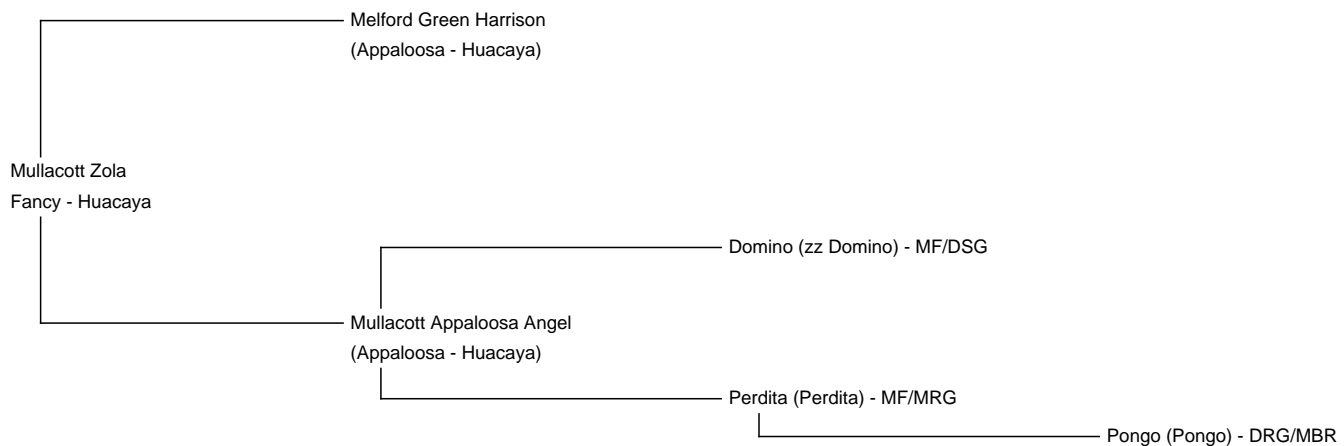 Melford Green Harrison
(Appaloosa - Huacaya)
Mullacott Zola
Fancy - Huacaya
Domino (zz Domino) - MF/DSG
Mullacott Appaloosa Angel
(Appaloosa - Huacaya)
Perdita (Perdita) - MF/MRG
Pongo (Pongo) - DRG/MBR